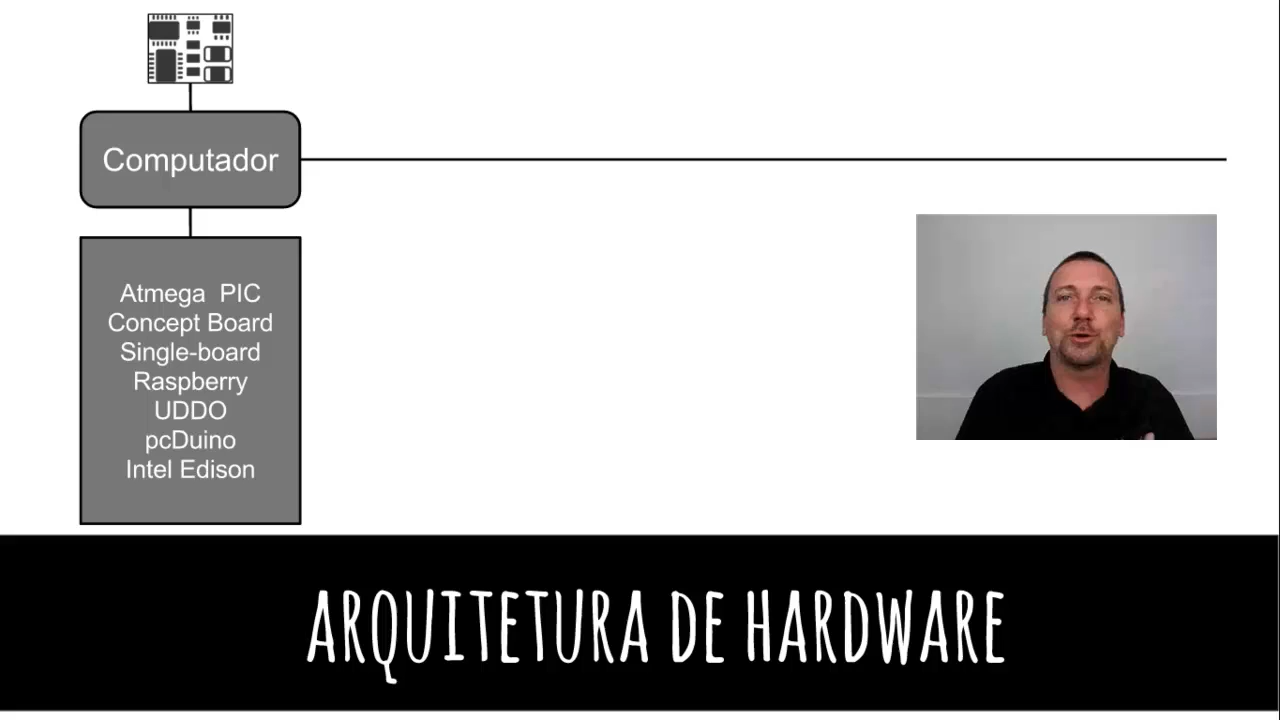 Computador
Atmega PIC
Concept Board
Single-board
Raspberry
UDDO
pcDuino
Intel Edison
ARQUITETURA DE HARDWARE